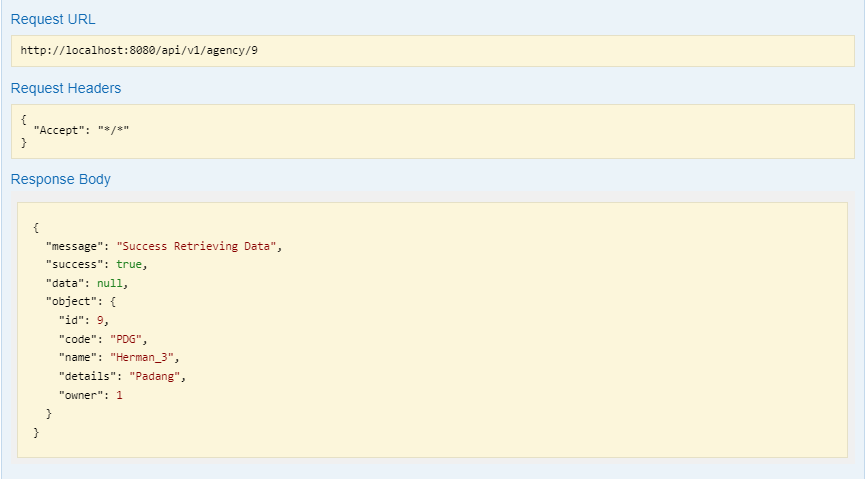 Request URL
http://localhost:8080/api/v1/agency/9
Request Headers
{
  "Accept": "*/*"
}
Response Body
{
  "message": "Success Retrieving Data",
  "success": true,
  "data": null,
  "object": {
    "id": 9,
    "code": "PDG",
    "name": "Herman_3",
    "details": "Padang",
    "owner": 1
  }
}